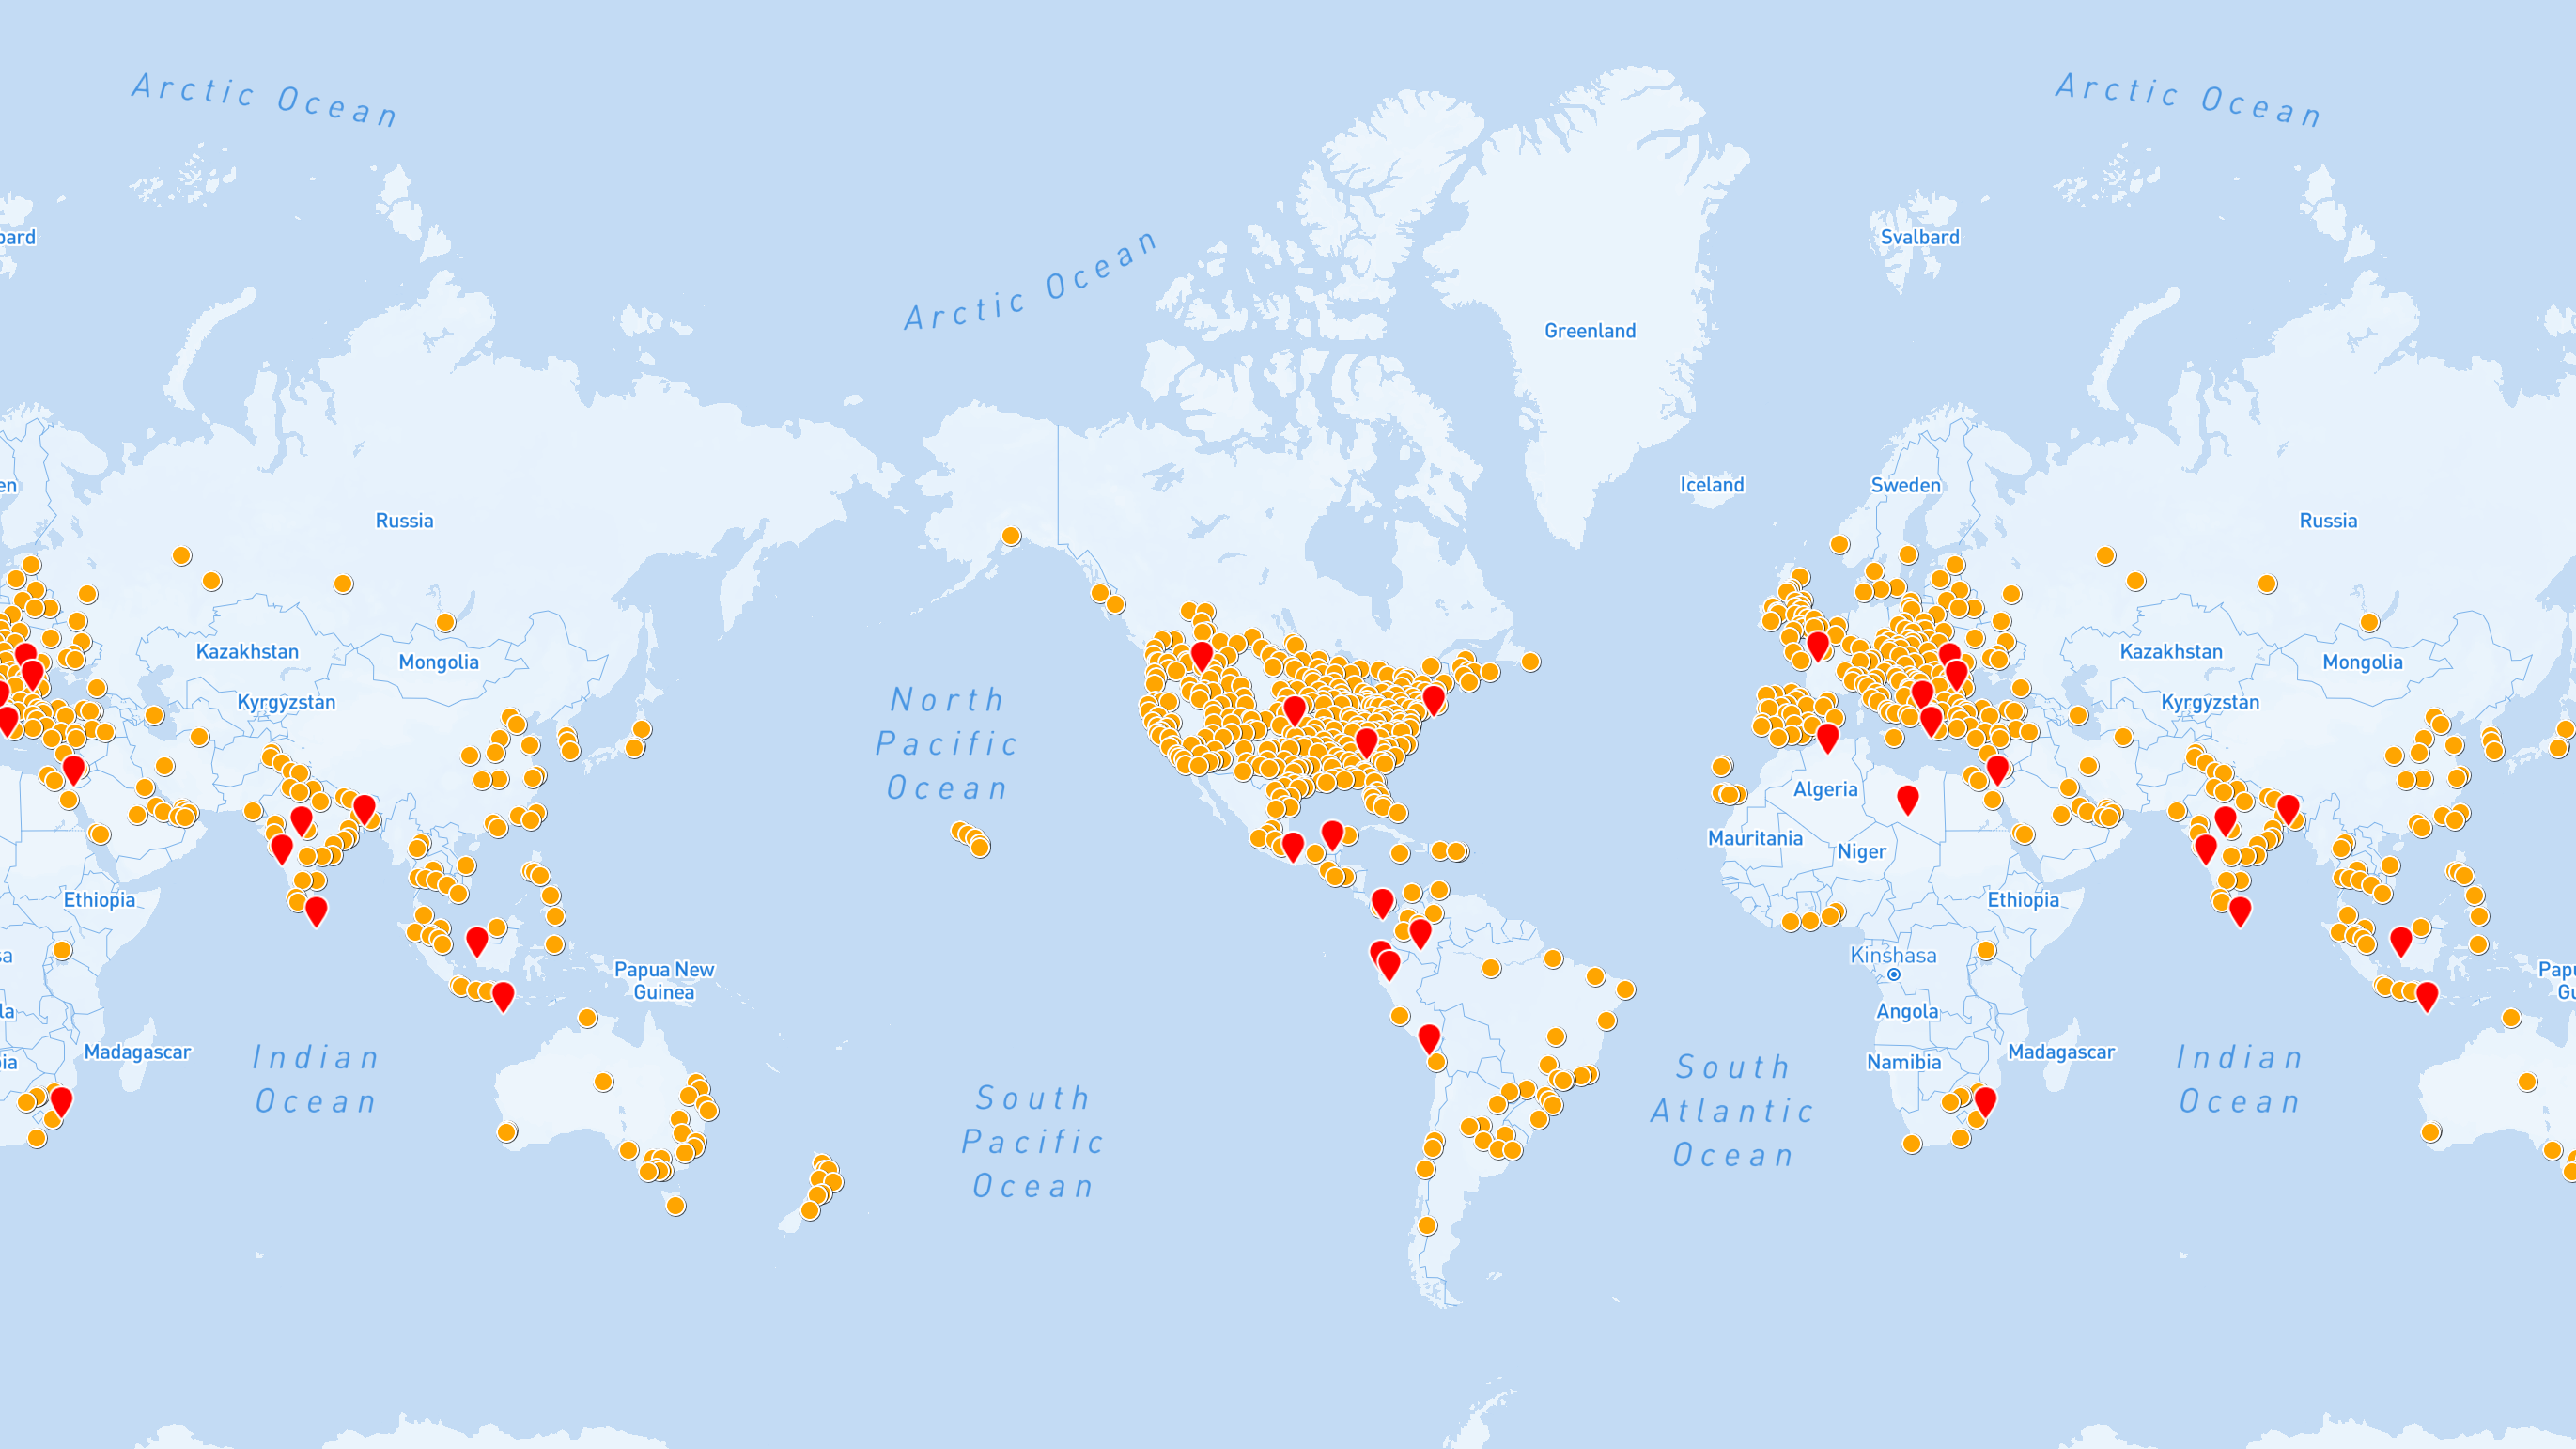 Arctic Ocean
Arctic Ocean
bard
Svalbard
Arctic Ocean
Greenland
en
Iceland
Sweden
Russia
Russia
Kazakhstan
Mongolia
Kazakhstan
Mongolia
Kyrgyzstan
Kyrgyzstan
North
Pacific
Ocean
Algeria
Mauritania
Niger
Ethiopia
Ethiopia
sa
Kinshasa
Papua New
Guinea
Papu
Gu
la
Angola
Madagascar
ia
Namibia
Madagascar
Indian
Ocean
South
Pacific
Ocean
South
Atlantic
Ocean
Indian
Ocean